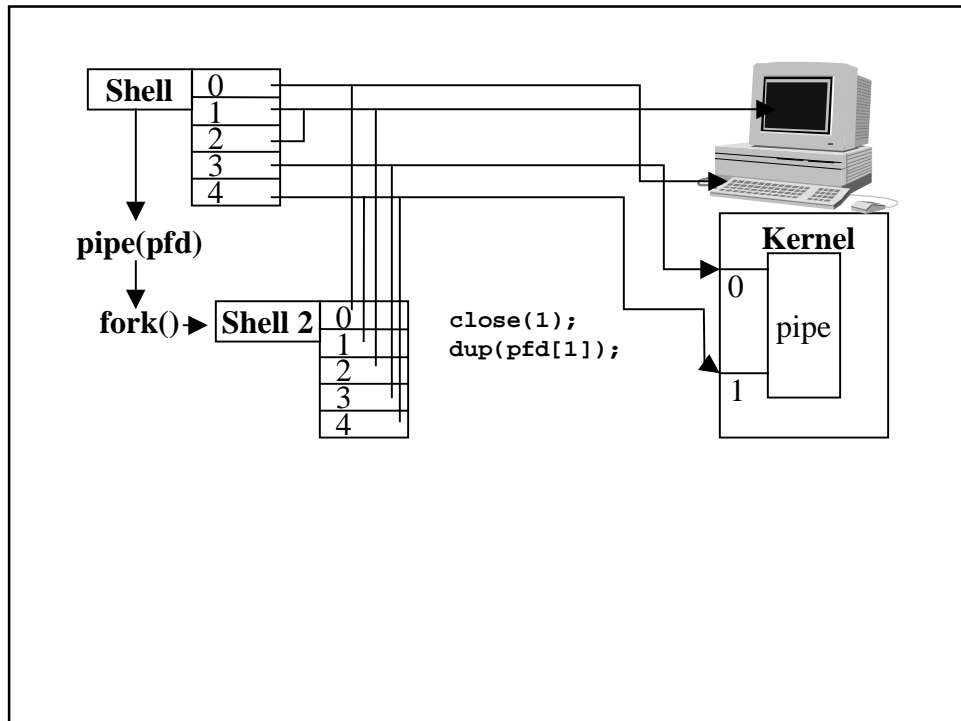 Shell
0
1
2
3
4
pipe(pfd)
fork()
Shell 2
0
1
2
3
4
close(1);
dup(pfd[1]);
Kernel
0
pipe
1